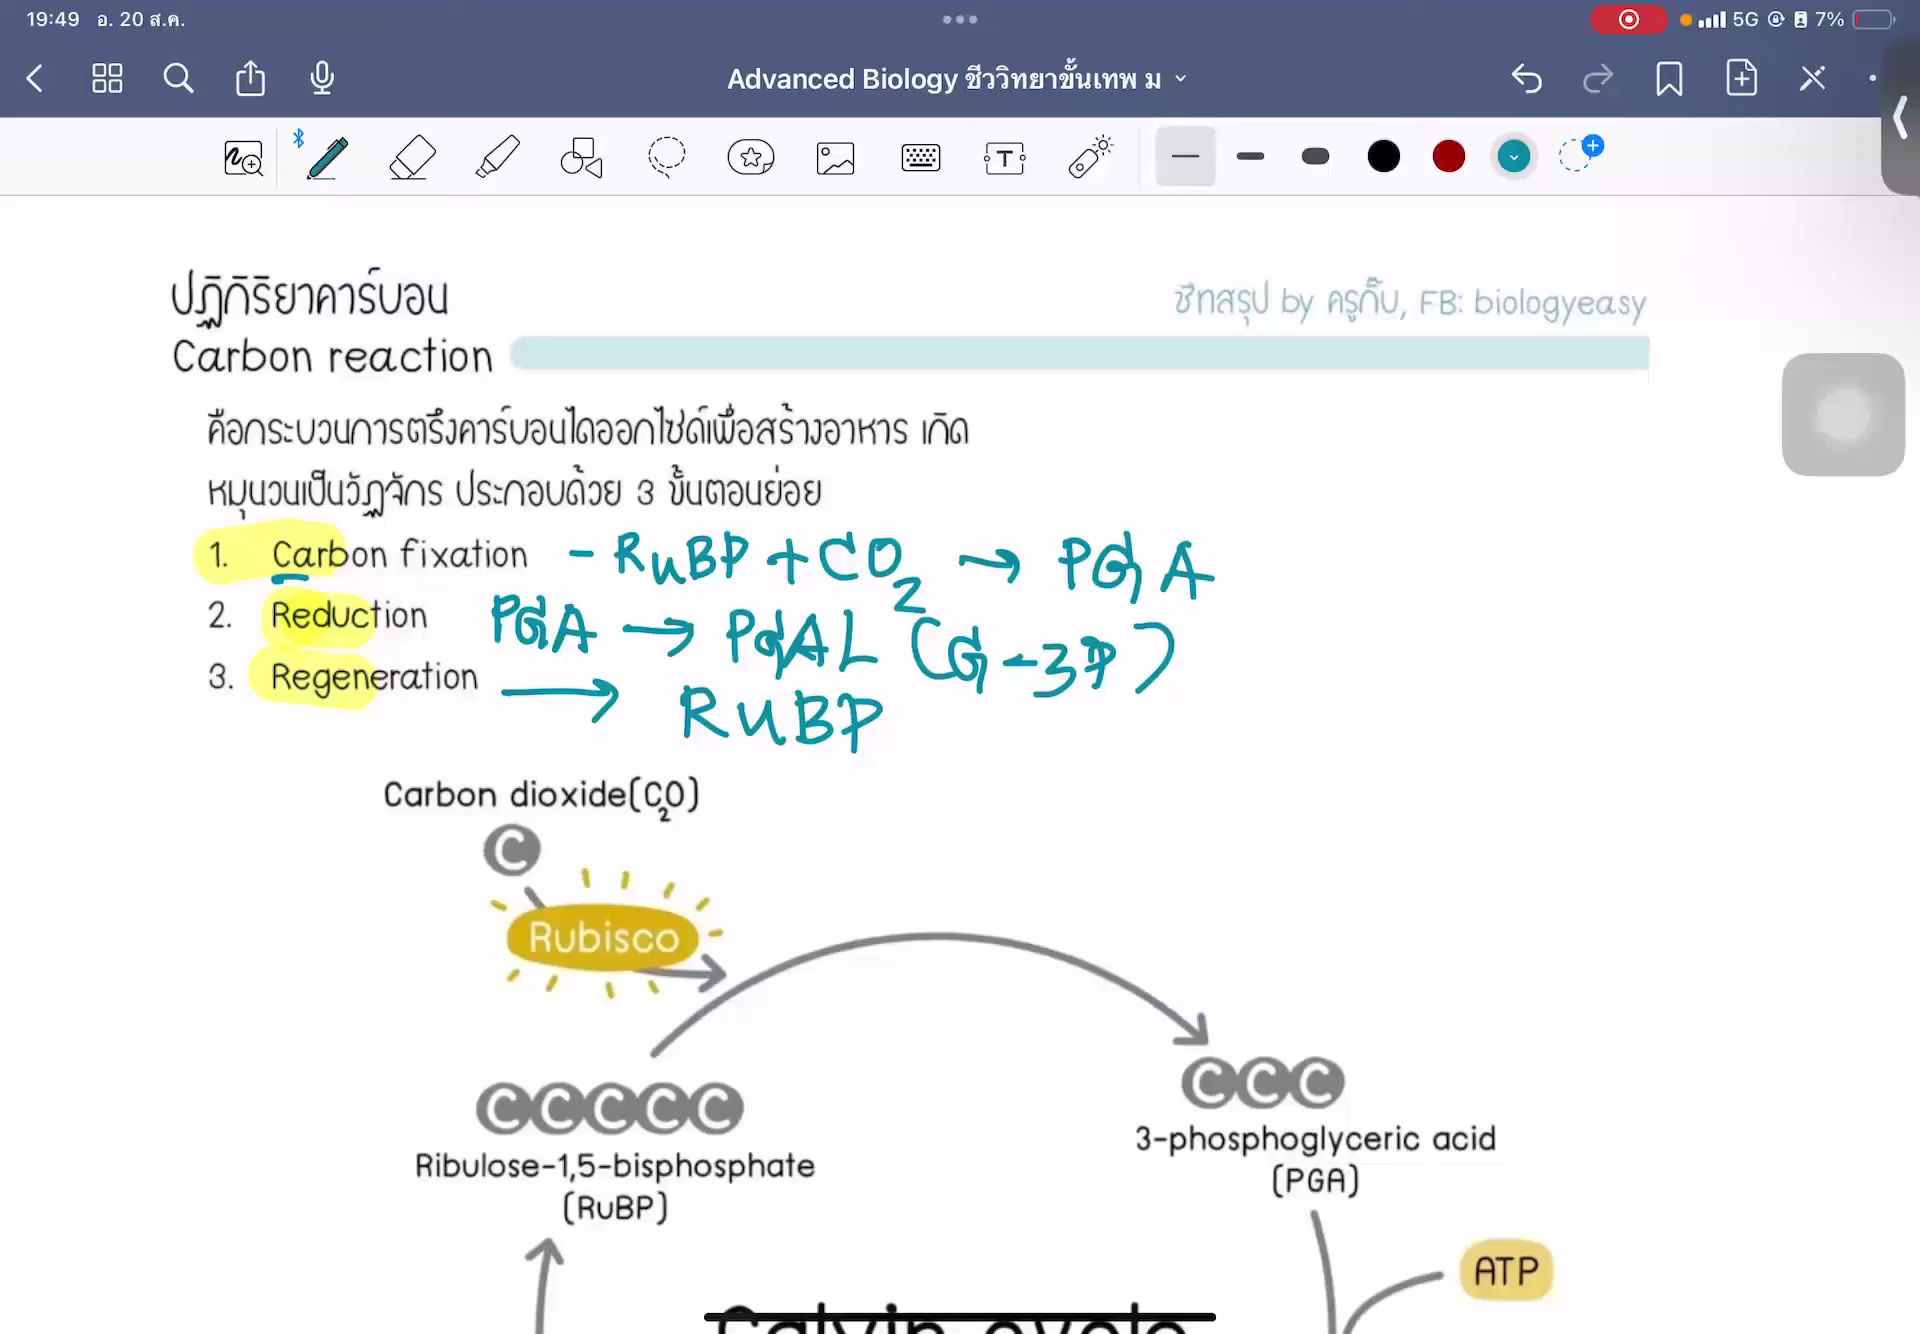 19:49 อ. 20 ส.ค.
5G 7%
Advanced Biology ชีววิทยาขั้นเทพ ม
T
ปฏิกิริยาคาร์บอน
ชีทสรุป by ครูกิ๊บ, FB: biologyeasy
Carbon reaction
คือกระบวนการตรึงคาร์บอนไดออกไซด์เพื่อสร้างอาหาร เกิด
หมุนวนเป็นวัฏจักร ประกอบด้วย 3 ขั้นตอนย่อย
1. Carbon fixation - RuBP + CO2 → PGA
2. Reduction PGA → PGAL (G-3P)
3. Regeneration → RuBP
Carbon dioxide(C2O)
C
Rubisco
CCC
CCCCC
3-phosphoglyceric acid
Ribulose-1,5-bisphosphate
(PGA)
(RuBP)
ATP
Calvin cycle